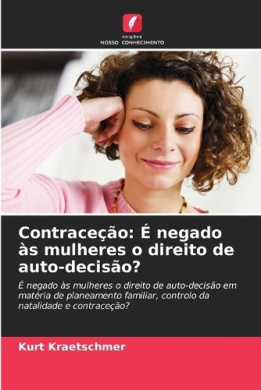 edições
NOSSO CONHECIMENTO
Contraceção: É negado
às mulheres o direito de
auto-decisão?
É negado às mulheres o direito de auto-decisão em
matéria de planeamento familiar, controlo da
natalidade e contraceção?
Kurt Kraetschmer